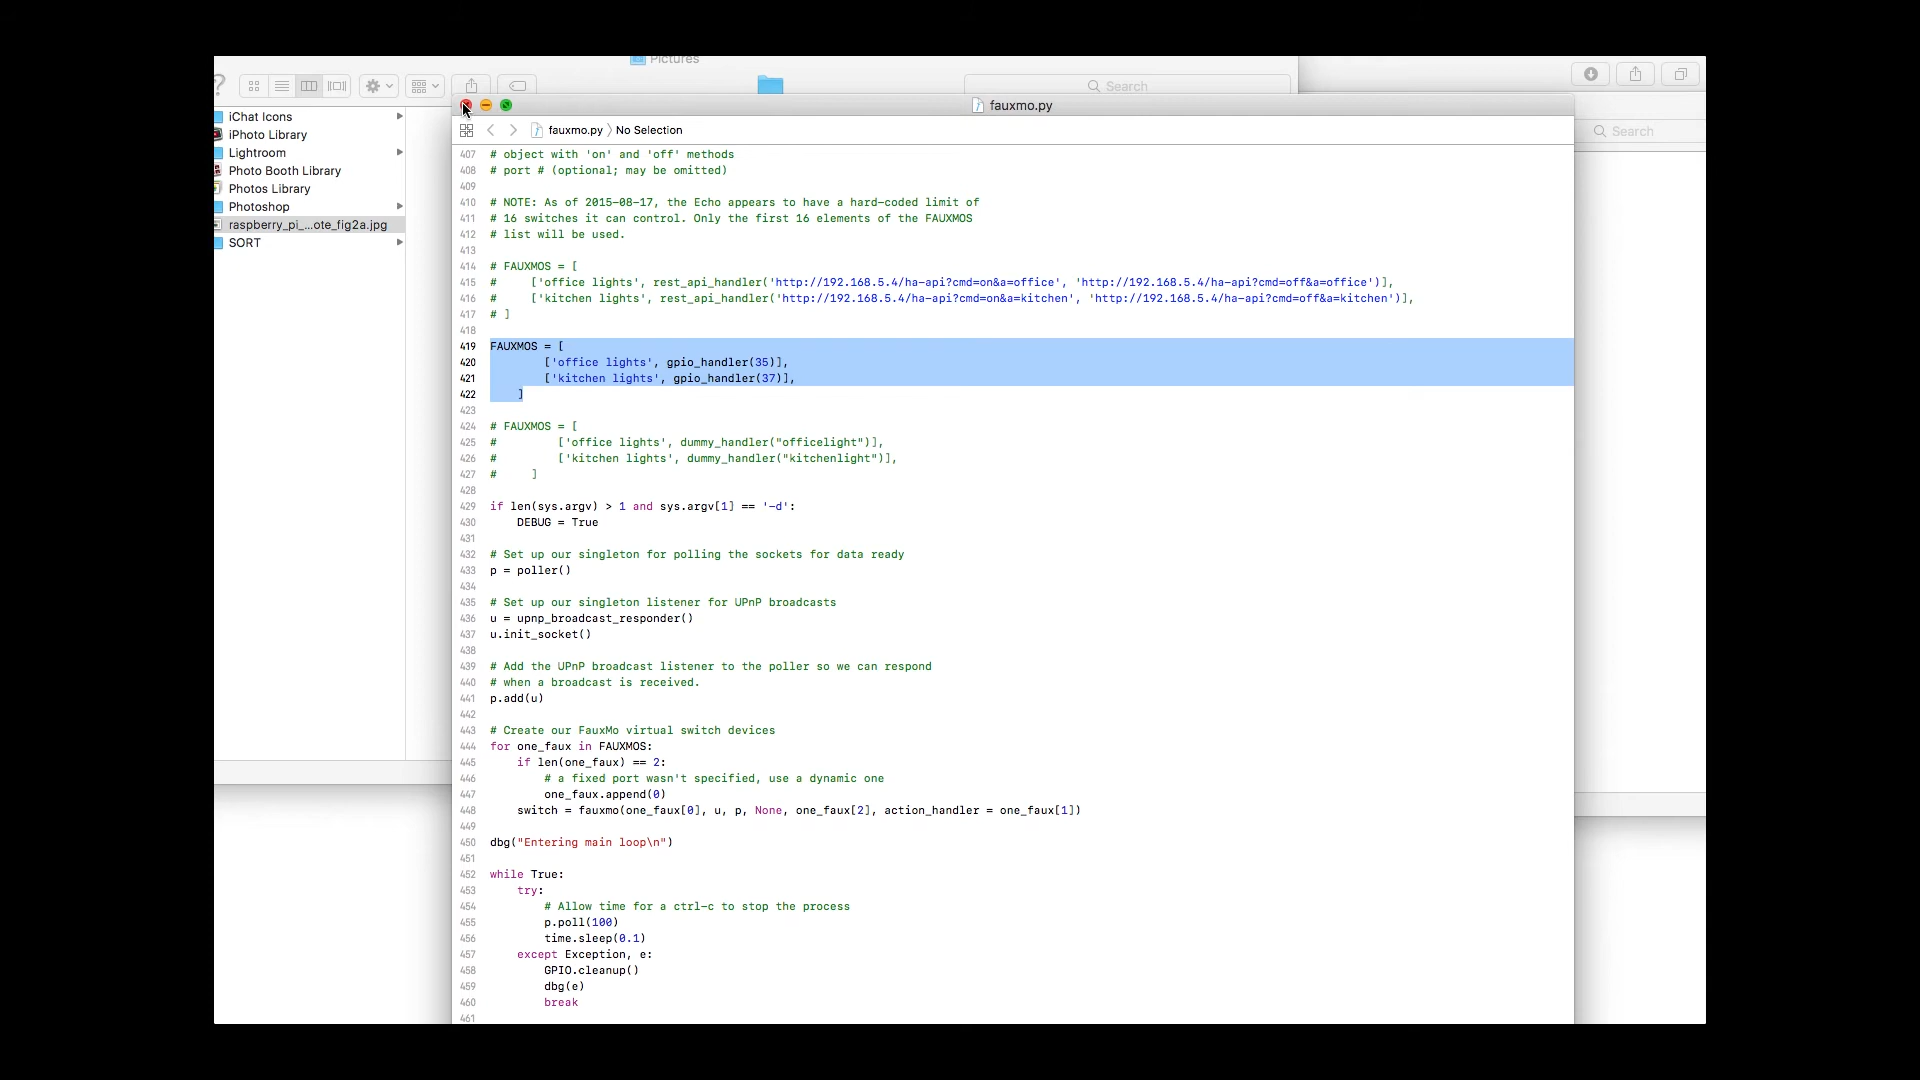 Pictures
Search
Search
iChat Icons
iPhoto Library
Lightroom
Photo Booth Library
Photos Library
Photoshop
raspberry_pi_...ote_fig2a.jpg
SORT
fauxmo.py
fauxmo.py 〉 No Selection
407 # object with 'on' and 'off' methods
408 # port # (optional; may be omitted)
409
410 # NOTE: As of 2015-08-17, the Echo appears to have a hard-coded limit of
411 # 16 switches it can control. Only the first 16 elements of the FAUXMOS
412 # list will be used.
413
414 # FAUXMOS = [
415 #     ['office lights', rest_api_handler('http://192.168.5.4/ha-api?cmd=on&a=office', 'http://192.168.5.4/ha-api?cmd=off&a=office')],
416 #     ['kitchen lights', rest_api_handler('http://192.168.5.4/ha-api?cmd=on&a=kitchen', 'http://192.168.5.4/ha-api?cmd=off&a=kitchen')],
417 # ]
418
419 FAUXMOS = [
420         ['office lights', gpio_handler(35)],
421         ['kitchen lights', gpio_handler(37)],
422     ]
423
424 # FAUXMOS = [
425 #         ['office lights', dummy_handler("officelight")],
426 #         ['kitchen lights', dummy_handler("kitchenlight")],
427 #     ]
428
429 if len(sys.argv) > 1 and sys.argv[1] == '-d':
430     DEBUG = True
431
432 # Set up our singleton for polling the sockets for data ready
433 p = poller()
434
435 # Set up our singleton listener for UPnP broadcasts
436 u = upnp_broadcast_responder()
437 u.init_socket()
438
439 # Add the UPnP broadcast listener to the poller so we can respond
440 # when a broadcast is received.
441 p.add(u)
442
443 # Create our FauxMo virtual switch devices
444 for one_faux in FAUXMOS:
445     if len(one_faux) == 2:
446         # a fixed port wasn't specified, use a dynamic one
447         one_faux.append(0)
448     switch = fauxmo(one_faux[0], u, p, None, one_faux[2], action_handler = one_faux[1])
449
450 dbg("Entering main loop\n")
451
452 while True:
453     try:
454         # Allow time for a ctrl-c to stop the process
455         p.poll(100)
456         time.sleep(0.1)
457     except Exception, e:
458         GPIO.cleanup()
459         dbg(e)
460         break
461